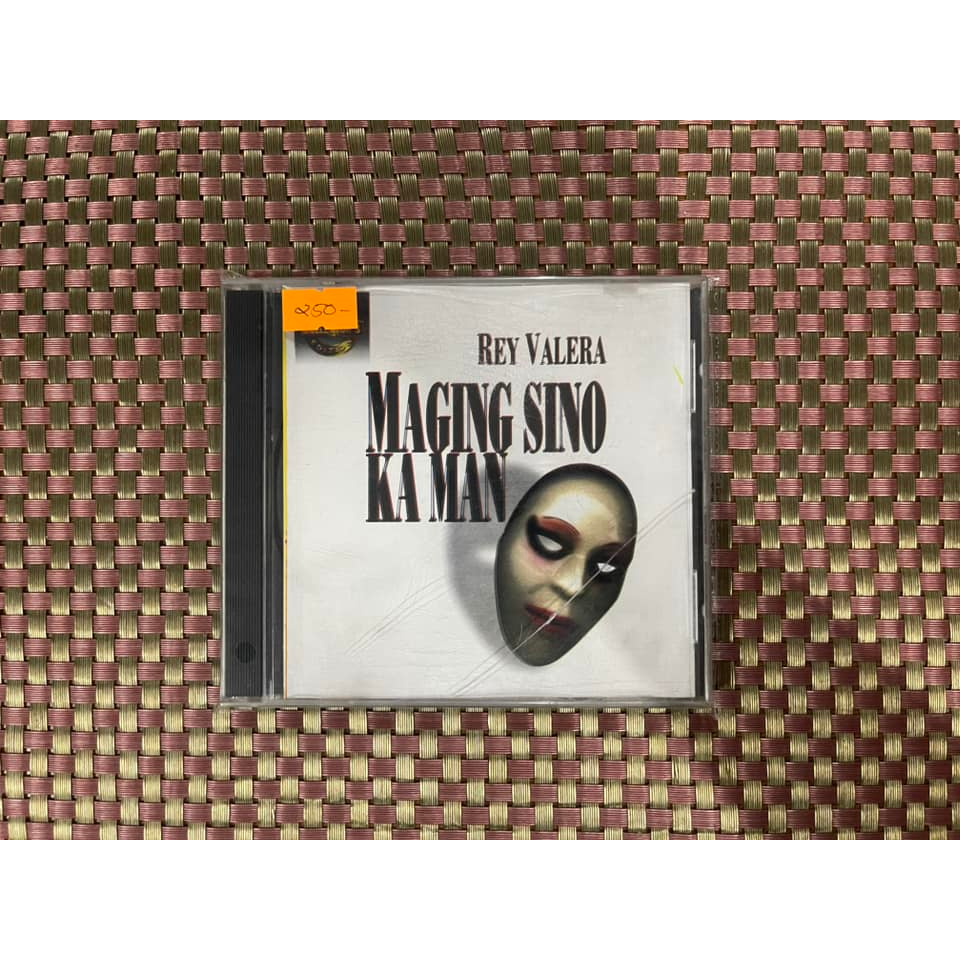 250-
REY VALERA
MAGING SINO
KA MAN